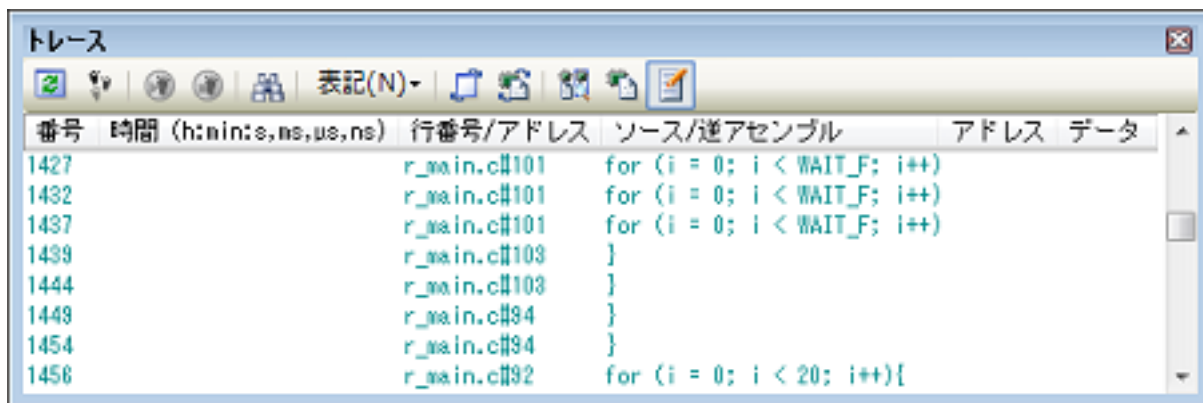 トレース
表記(N)
番号 時間 (h:min:s,ms,μs,ns) 行番号/アドレス ソース/逆アセンブル アドレス データ
1427 r_main.c#101 for (i = 0; i < WAIT_F; i++)
1432 r_main.c#101 for (i = 0; i < WAIT_F; i++)
1437 r_main.c#101 for (i = 0; i < WAIT_F; i++)
1439 r_main.c#103 }
1444 r_main.c#103 }
1449 r_main.c#94 }
1454 r_main.c#94 }
1456 r_main.c#92 for (i = 0; i < 20; i++){